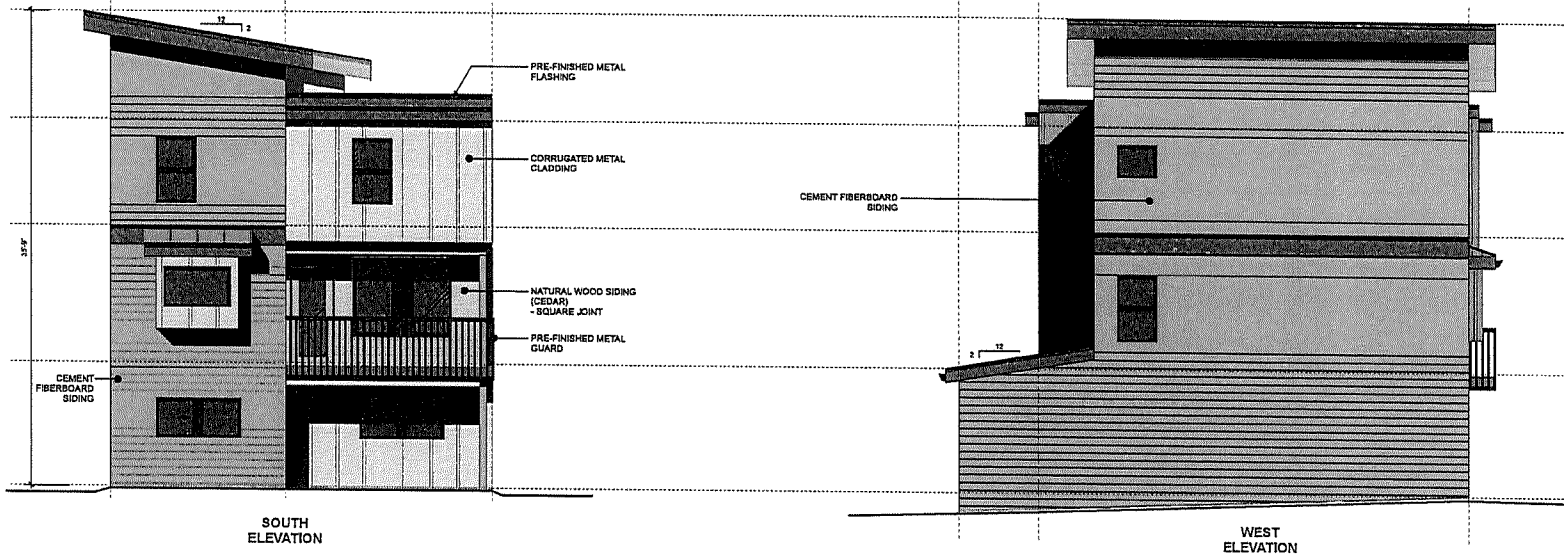 12
2
PRE-FINISHED METAL
FLASHING
CORRUGATED METAL
CLADDING
NATURAL WOOD SIDING
(CEDAR)
- SQUARE JOINT
PRE-FINISHED METAL
GUARD
CEMENT
FIBERBOARD
SIDING
SOUTH
ELEVATION
CEMENT FIBERBOARD
SIDING
2
12
WEST
ELEVATION